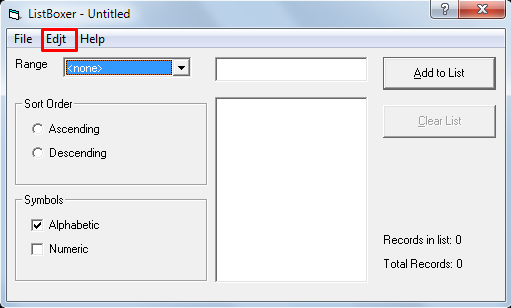 ListBoxer - Untitled
File Edjt Help
Range <none> Add to List
Sort Order
Ascending
Descending
Clear List
Symbols
Alphabetic
Numeric
Records in list: 0
Total Records: 0